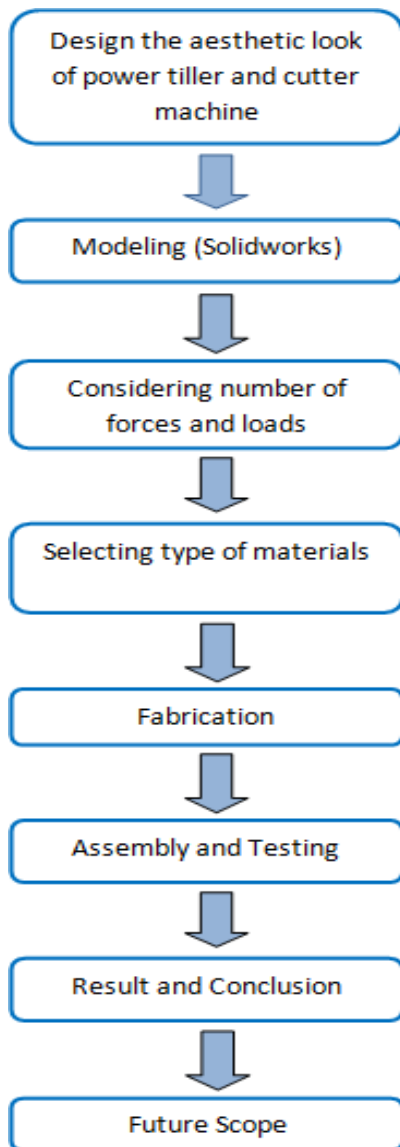 Design the aesthetic look
of power tiller and cutter
machine
Modeling (Solidworks)
Considering number of
forces and loads
Selecting type of materials
Fabrication
Assembly and Testing
Result and Conclusion
Future Scope